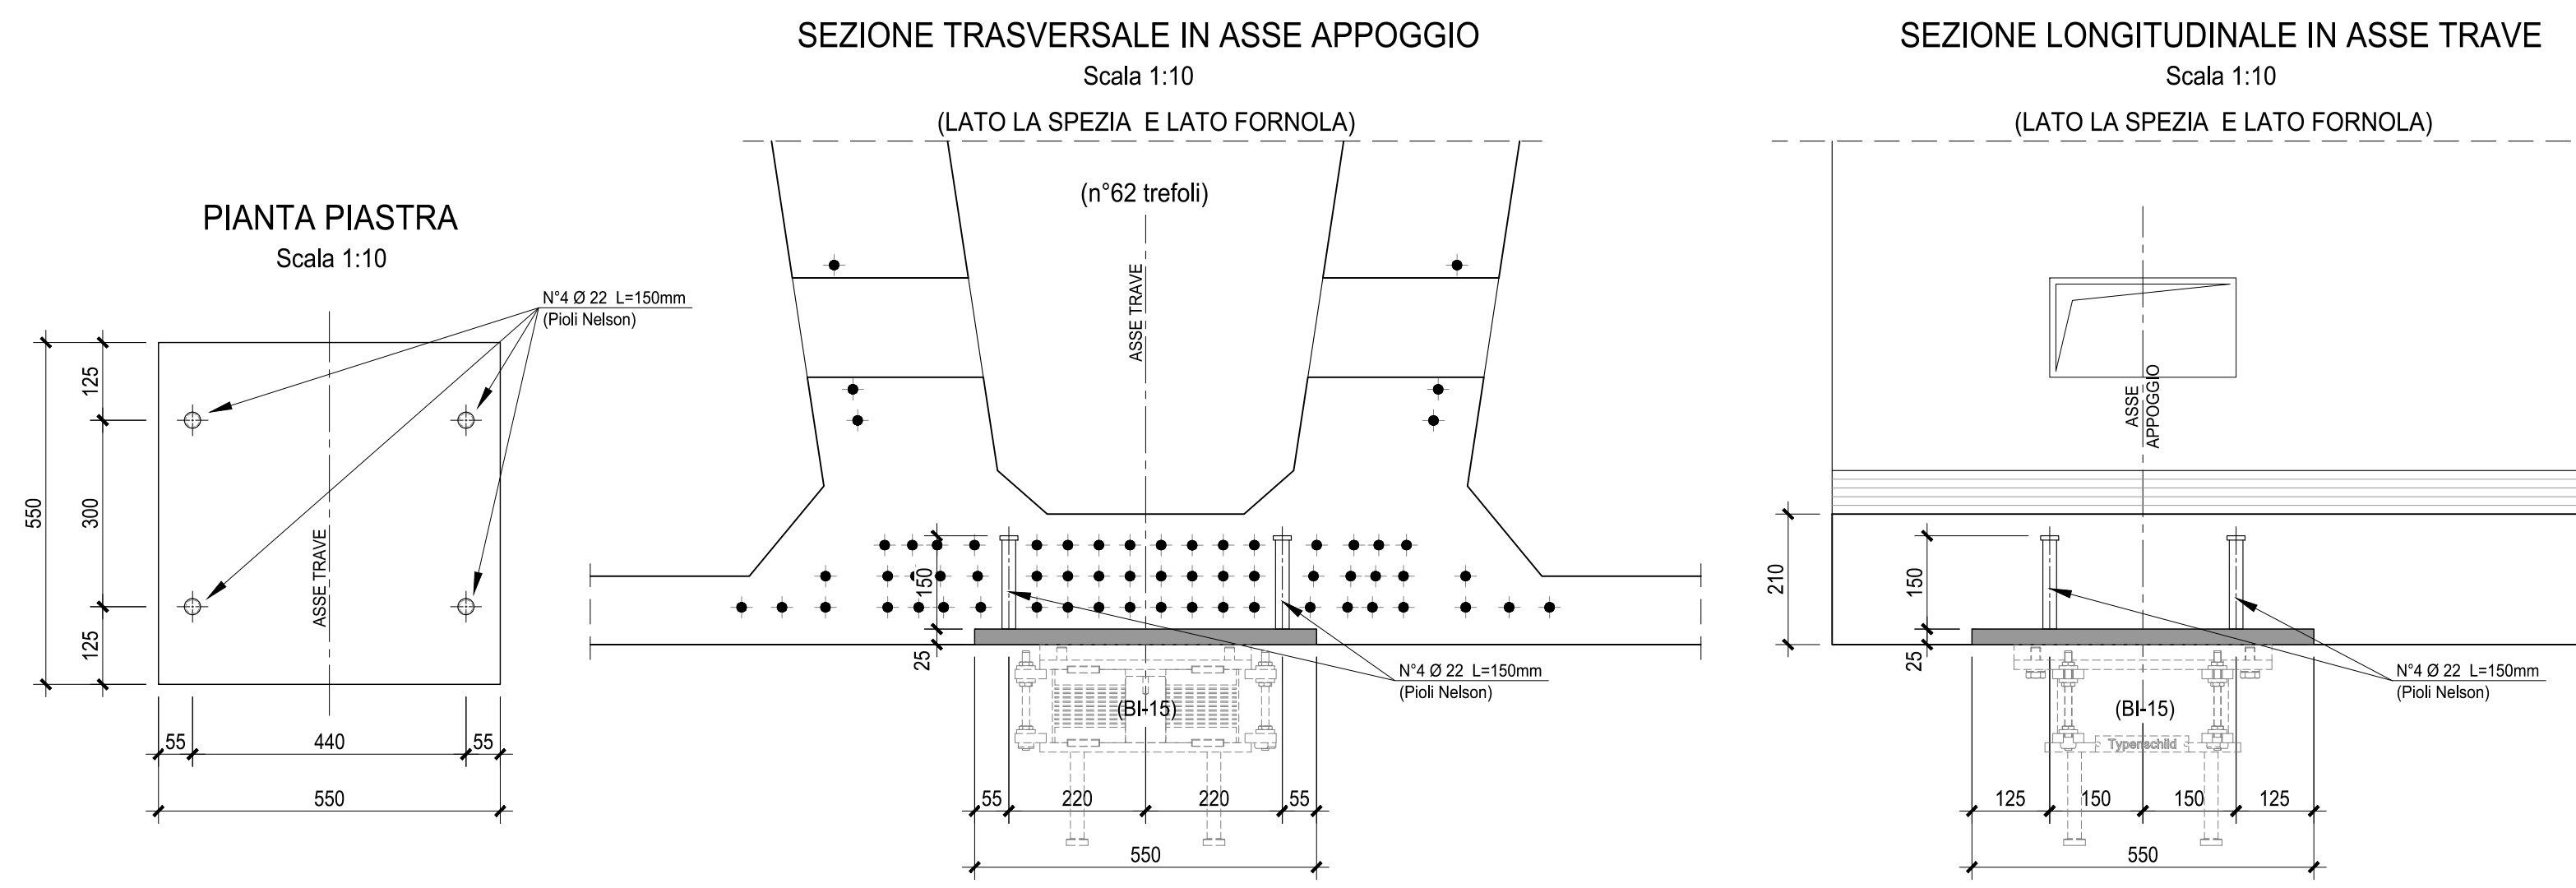 PIANTA PIASTRA
Scala 1:10
N°4 Ø 22 L=150mm
(Pioli Nelson)
550
125
300
125
ASSE TRAVE
55
440
55
550
SEZIONE TRASVERSALE IN ASSE APPOGGIO
Scala 1:10
(LATO LA SPEZIA E LATO FORNOLA)
(n°62 trefoli)
ASSE TRAVE
150
25
N°4 Ø 22 L=150mm
(Pioli Nelson)
(BI-15)
55
220
220
55
550
SEZIONE LONGITUDINALE IN ASSE TRAVE
Scala 1:10
(LATO LA SPEZIA E LATO FORNOLA)
ASSE
APPOGGIO
210
150
25
N°4 Ø 22 L=150mm
(Pioli Nelson)
(BI-15)
Typenschild
125
150
150
125
550